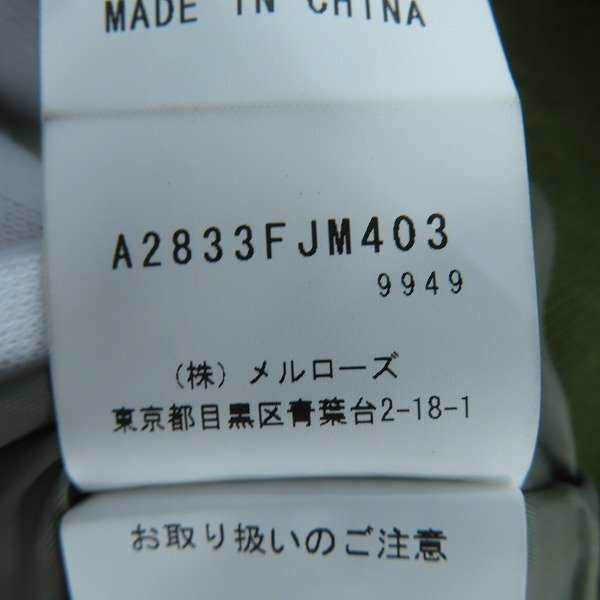 MADE IN CHINA
A2833FJM403
9949
(株)メルローズ
東京都目黒区青葉台2-18-1
お取り扱いのご注意